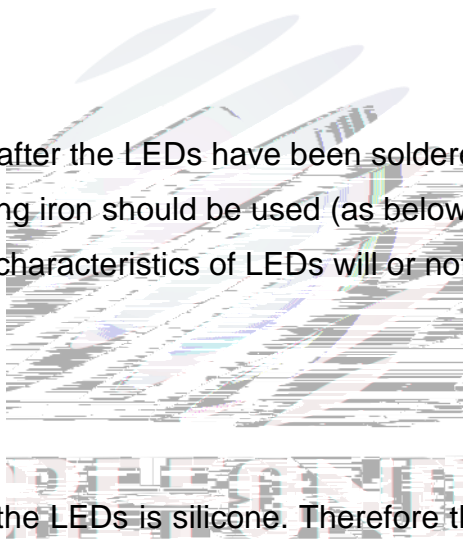 after the LEDs have been soldere
ng iron should be used (as below
characteristics of LEDs will or not
the LEDs is silicone. Therefore th